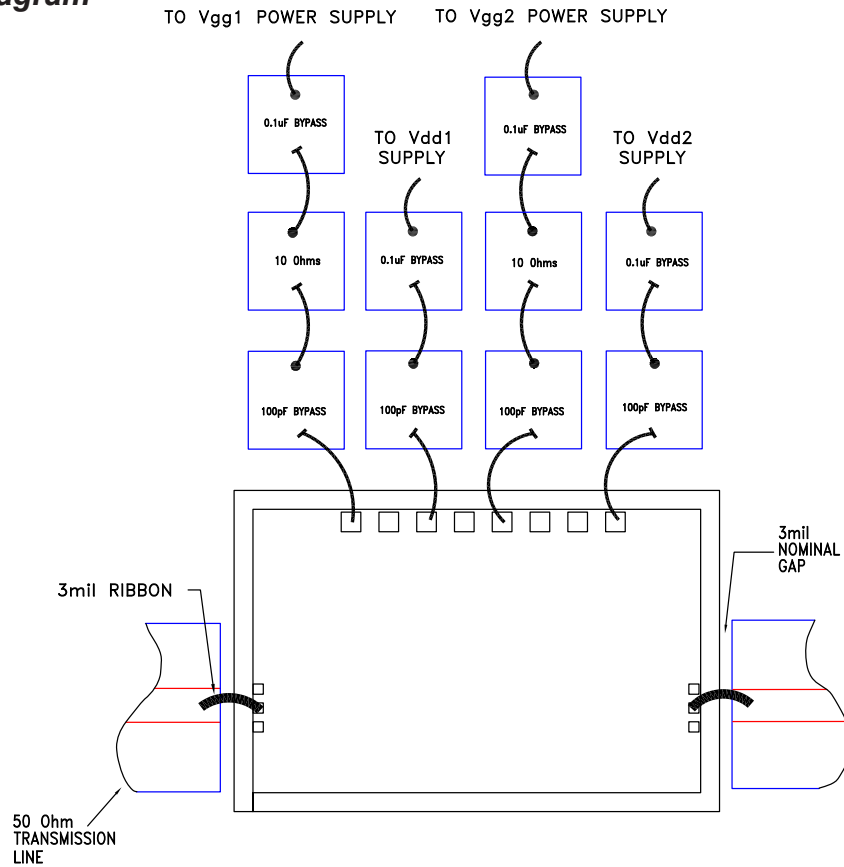 TO Vgg1 POWER SUPPLY
TO Vgg2 POWER SUPPLY
0.1uF BYPASS
0.1uF BYPASS
TO Vdd1
SUPPLY
TO Vdd2
SUPPLY
10 Ohms
0.1uF BYPASS
10 Ohms
0.1uF BYPASS
100pF BYPASS
100pF BYPASS
100pF BYPASS
100pF BYPASS
3mil
NOMINAL
GAP
3mil RIBBON
50 Ohm
TRANSMISSION
LINE